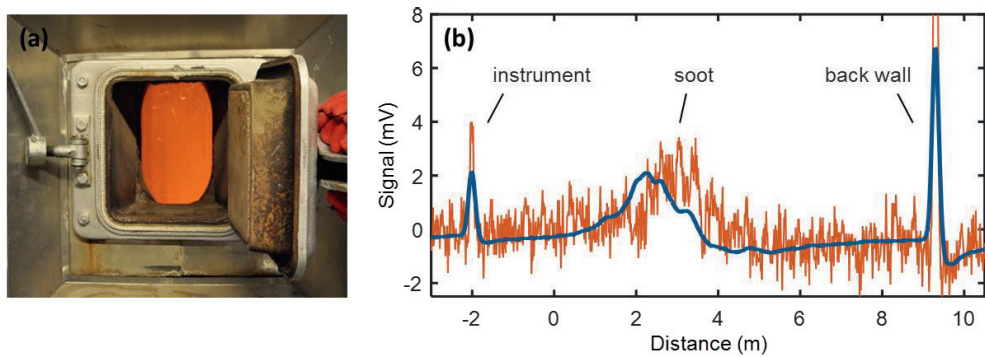 (a)
(b)
instrument
soot
back wall
Signal (mV)
8
6
4
2
0
-2
-2
0
2
4
6
8
10
Distance (m)